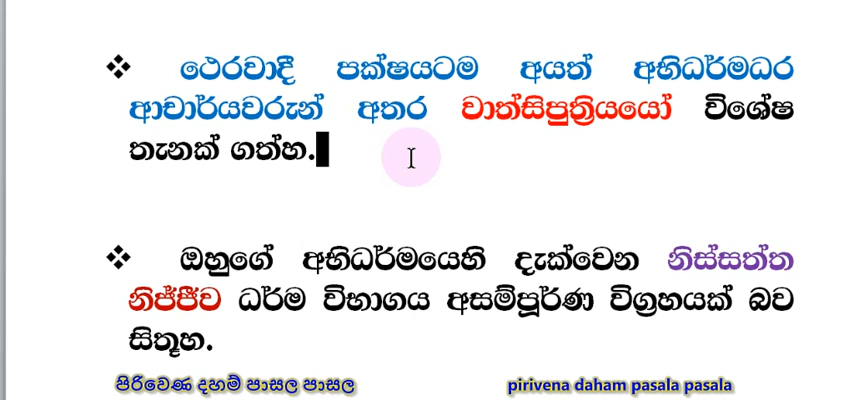 ❖ ථෙරවාදී පක්ෂයටම අයත් අභිධර්මධර
ආචාර්යවරුන් අතර වාත්සිපුත්‍රියයෝ විශේෂ
තැනක් ගත්හ.
❖ ඔහුගේ අභිධර්මයෙහි දැක්වෙන නිස්සත්ත
නිජ්ජීව ධර්ම විභාගය අසම්පූර්ණ විග්‍රහයක් බව
සිතූහ.
පිරිවෙණ දහම් පාසල පාසල pirivena daham pasala pasala